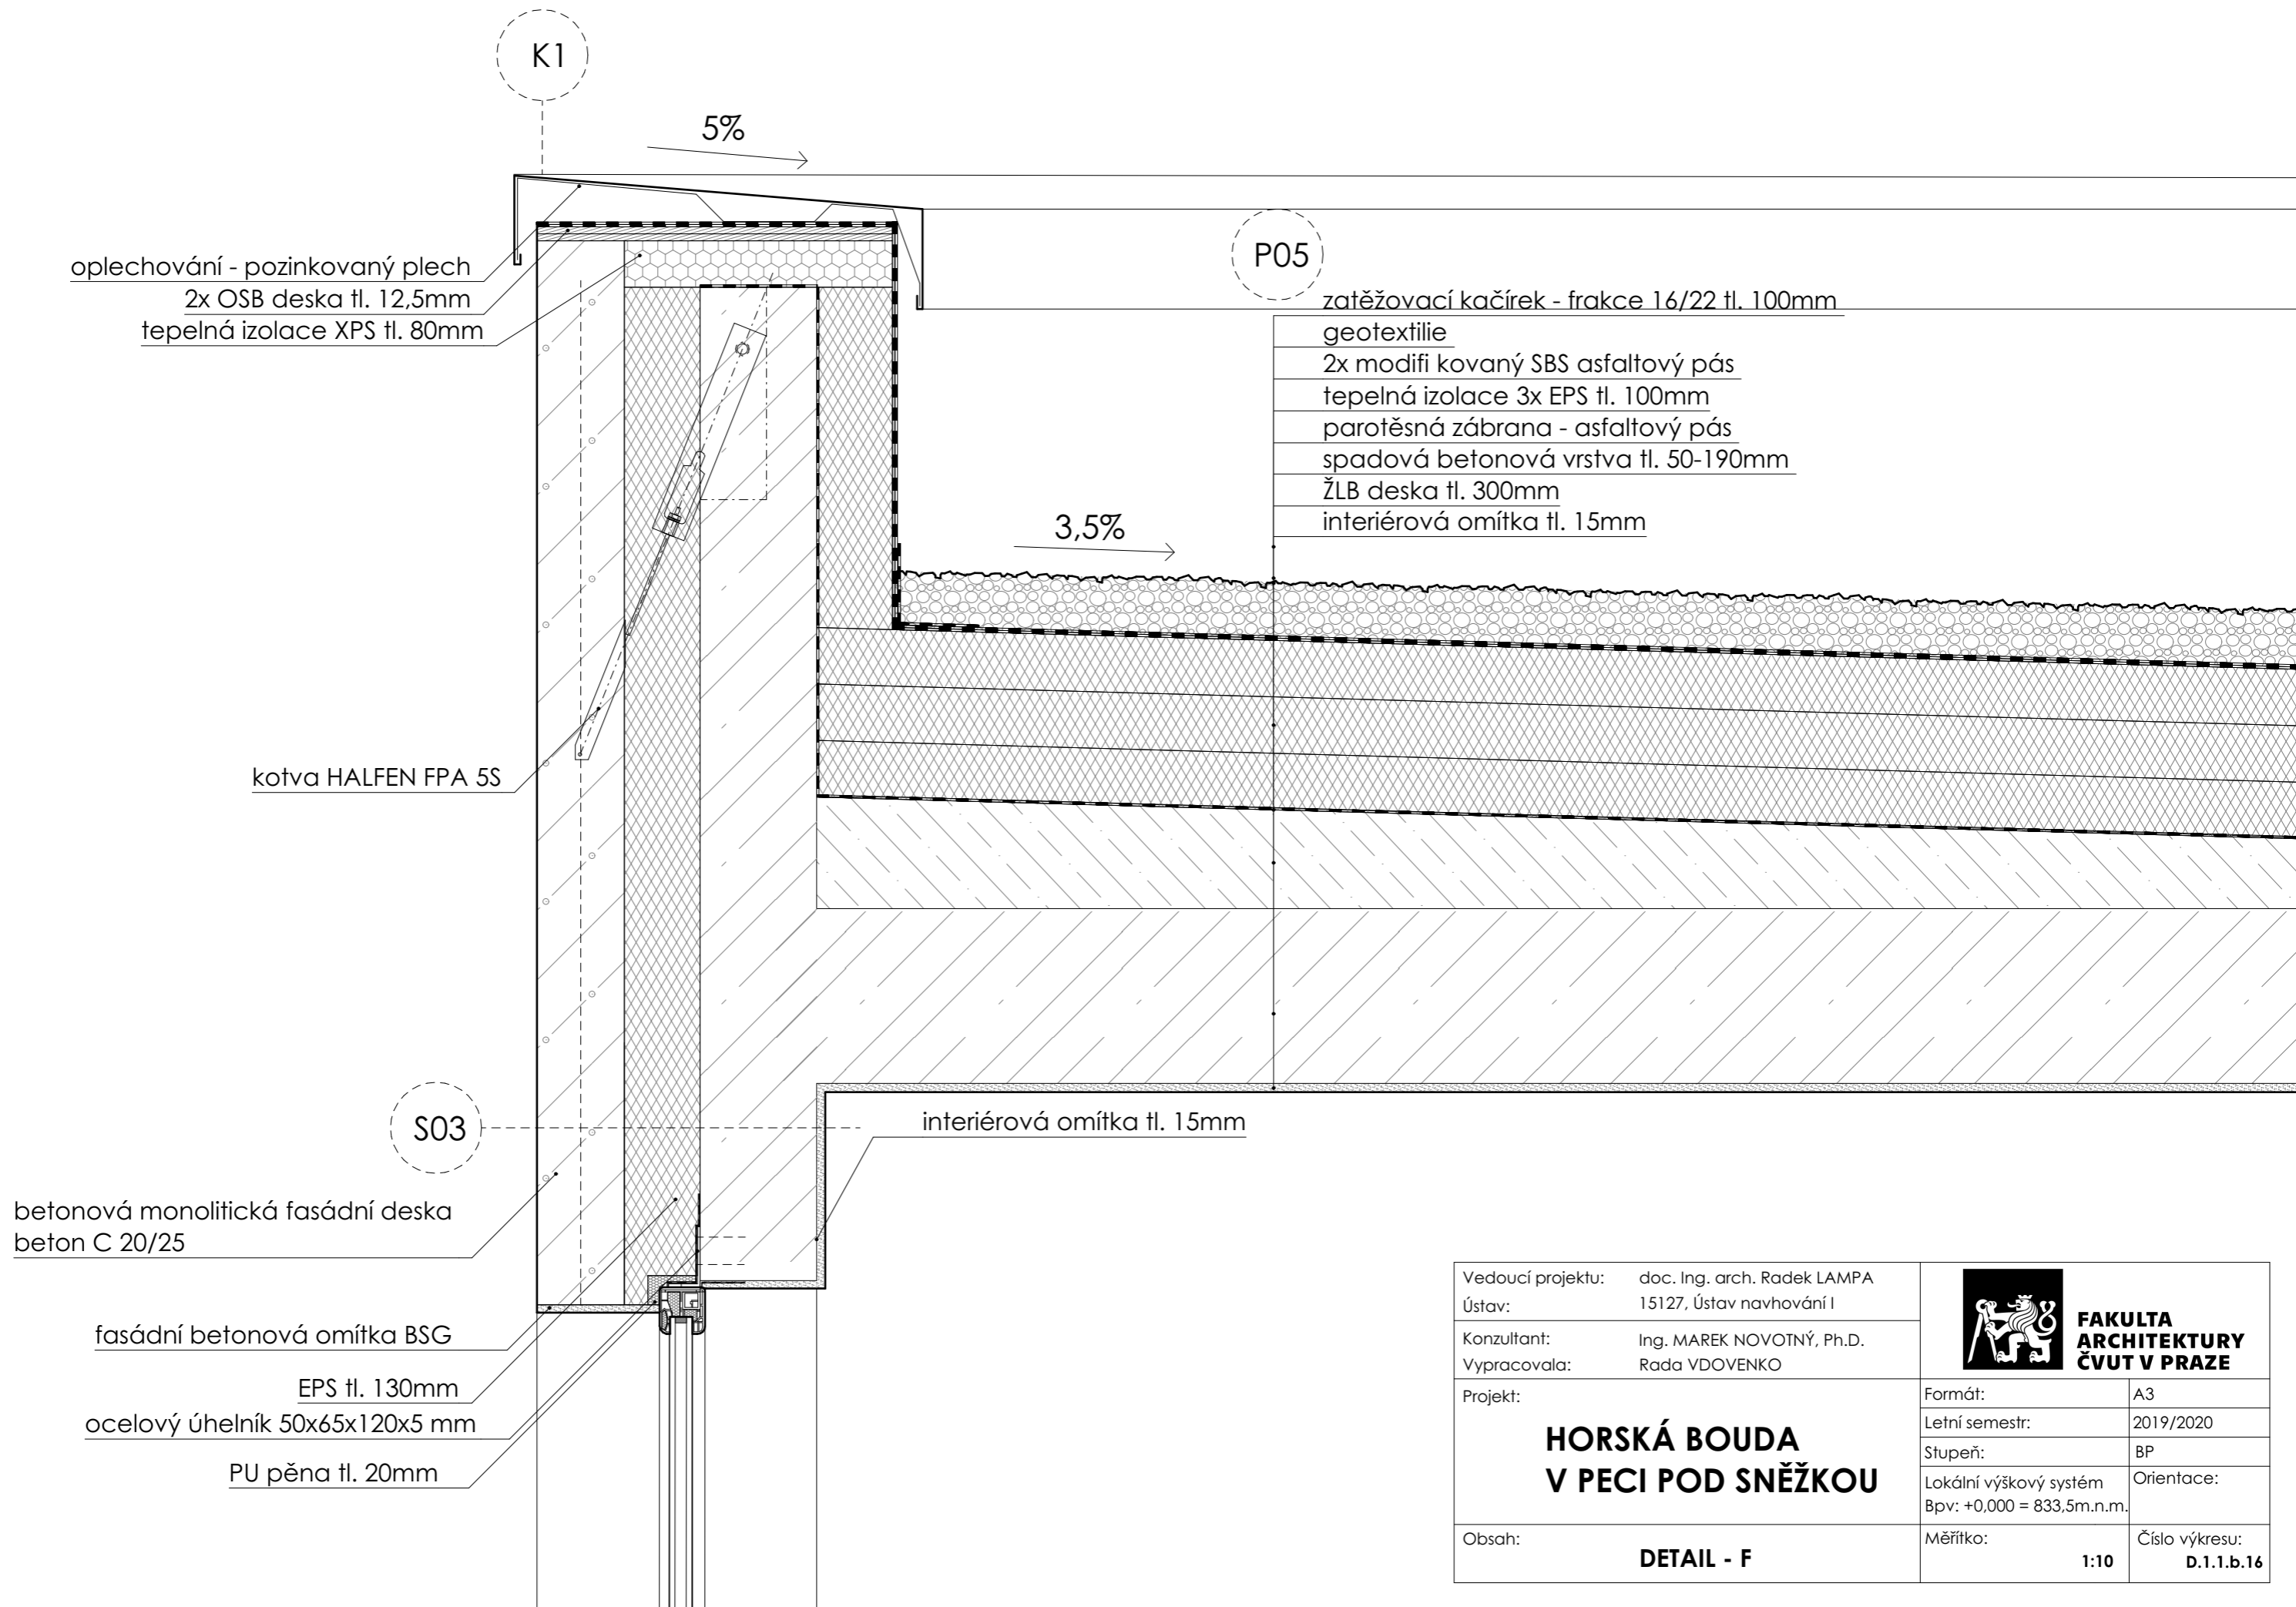 K1
5%
oplechování - pozinkovaný plech
2x OSB deska tl. 12,5mm
tepelná izolace XPS tl. 80mm
P05
zatěžovací kačírek - frakce 16/22 tl. 100mm
geotextilie
2x modifi kovaný SBS asfaltový pás
tepelná izolace 3x EPS tl. 100mm
parotěsná zábrana - asfaltový pás
spadová betonová vrstva tl. 50-190mm
ŽLB deska tl. 300mm
interiérová omítka tl. 15mm
3,5%
kotva HALFEN FPA 5S
S03
interiérová omítka tl. 15mm
betonová monolitická fasádní deska
beton C 20/25
fasádní betonová omítka BSG
EPS tl. 130mm
ocelový úhelník 50x65x120x5 mm
PU pěna tl. 20mm
Vedoucí projektu: doc. Ing. arch. Radek LAMPA
Ústav: 15127, Ústav navhování I
Konzultant: Ing. MAREK NOVOTNÝ, Ph.D.
Vypracovala: Rada VDOVENKO
FAKULTA
ARCHITEKTURY
ČVUT V PRAZE
Projekt:
HORSKÁ BOUDA
V PECI POD SNĚŽKOU
Formát: A3
Letní semestr: 2019/2020
Stupeň: BP
Lokální výškový systém
Bpv: +0,000 = 833,5m.n.m.
Orientace:
Obsah:
DETAIL - F
Měřítko:
1:10
Číslo výkresu:
D.1.1.b.16